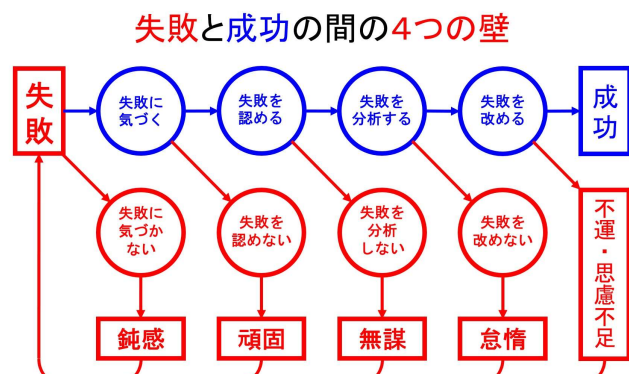 失敗と成功の間の4つの壁
失敗
失敗に
気づく
失敗を
認める
失敗を
分析する
失敗を
改める
成功
失敗に
気づか
ない
失敗を
認めない
失敗を
分析
しない
失敗を
改めない
不運・思慮不足
鈍感
頑固
無謀
怠惰